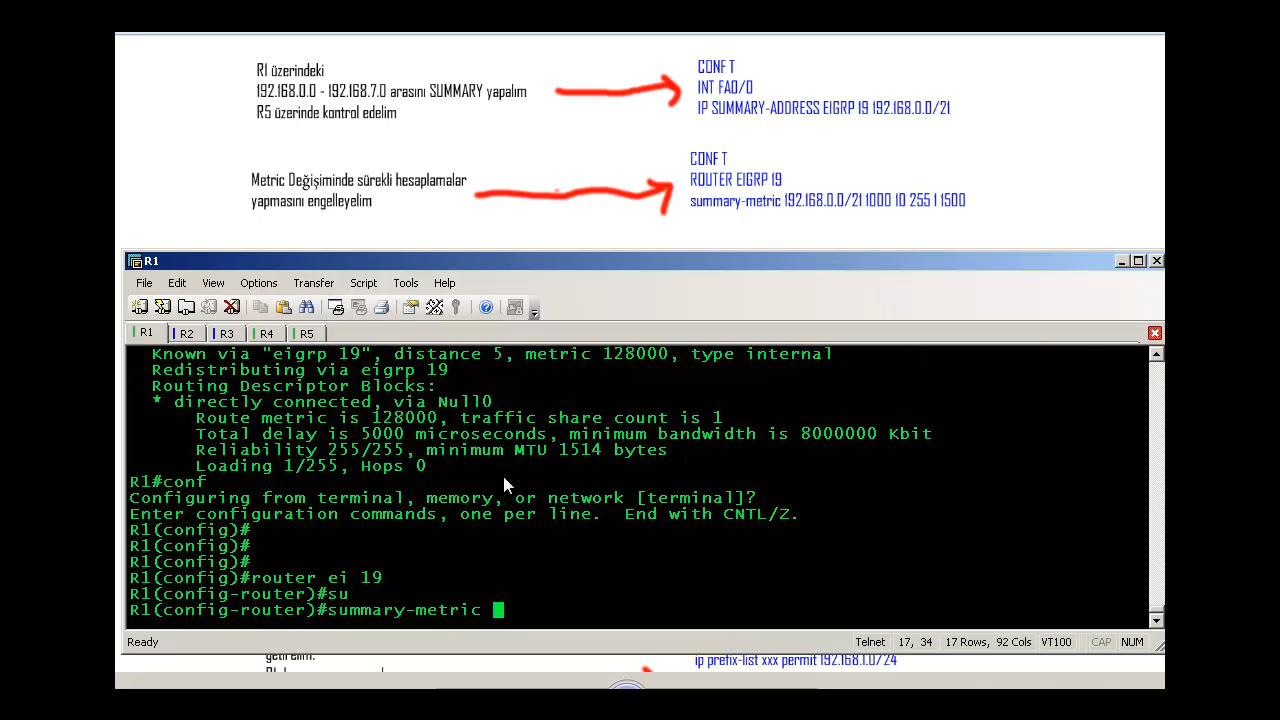 R1 üzerindeki
192.168.0.0 - 192.168.7.0 arasını SUMMARY yapalım
R5 üzerinde kontrol edelim
CONF T
INT FA0/0
IP SUMMARY-ADDRESS EIGRP 19 192.168.0.0/21
Metric Değişiminde sürekli hesaplamalar
yapmasını engelleyelim
CONF T
ROUTER EIGRP 19
summary-metric 192.168.0.0/21 1000 10 255 1 1500
R1
File Edit View Options Transfer Script Tools Help
R1 R2 R3 R4 R5
Known via "eigrp 19", distance 5, metric 128000, type internal
Redistributing via eigrp 19
Routing Descriptor Blocks:
* directly connected, via Null0
Route metric is 128000, traffic share count is 1
Total delay is 5000 microseconds, minimum bandwidth is 8000000 Kbit
Reliability 255/255, minimum MTU 1514 bytes
Loading 1/255, Hops 0
R1#conf
Configuring from terminal, memory, or network [terminal]?
Enter configuration commands, one per line.  End with CNTL/Z.
R1(config)#
R1(config)#
R1(config)#
R1(config)#router ei 19
R1(config-router)#su
R1(config-router)#summary-metric
Ready Telnet 17, 34 17 Rows, 92 Cols VT100 CAP NUM
getirelim.
ip prefix-list xxx permit 192.168.1.0/24